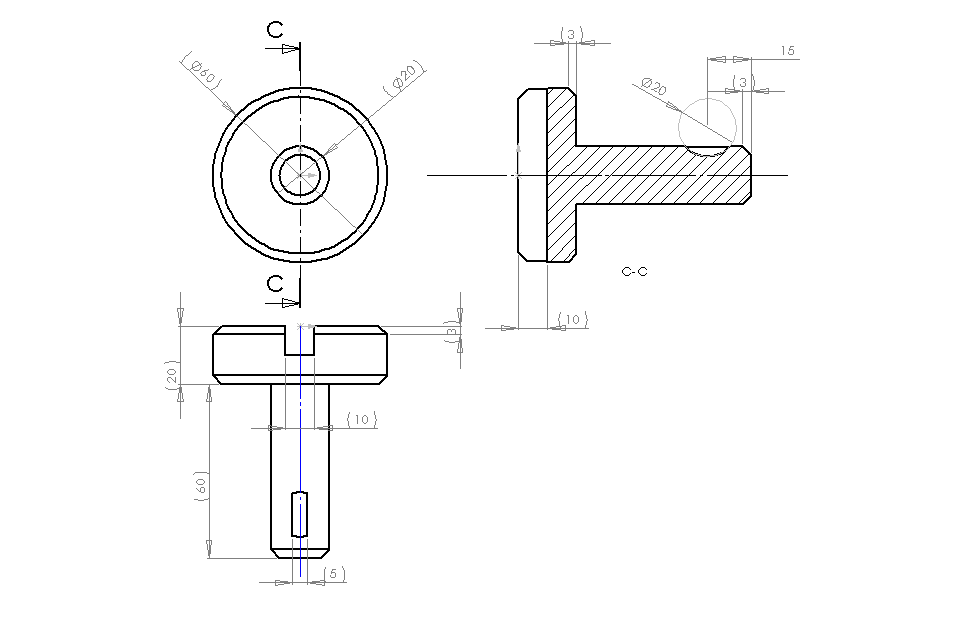 C
(Ø60)
(Ø20)
C
(3)
15
Ø20
(3)
C-C
(10)
(20)
(3)
(10)
(60)
(5)